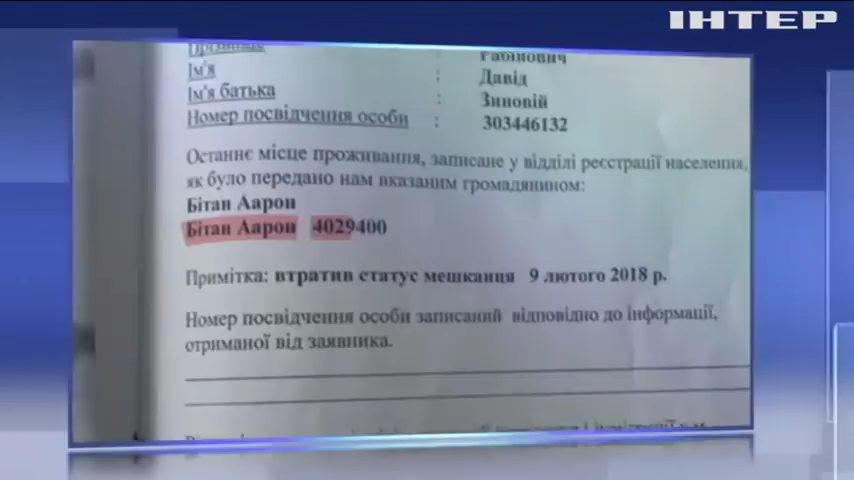 ІНТЕР
Прізвище
Рабінович
Ім'я : Давід
Ім'я батька : Зиновій
Номер посвідчення особи : 303446132
Останнє місце проживання, записане у відділі реєстрації населення,
як було передано нам вказаним громадянином:
Бітан Аарон
Бітан Аарон 4029400
Примітка: втратив статус мешканця 9 лютого 2018 р.
Номер посвідчення особи записаний відповідно до інформації,
отриманої від заявника.